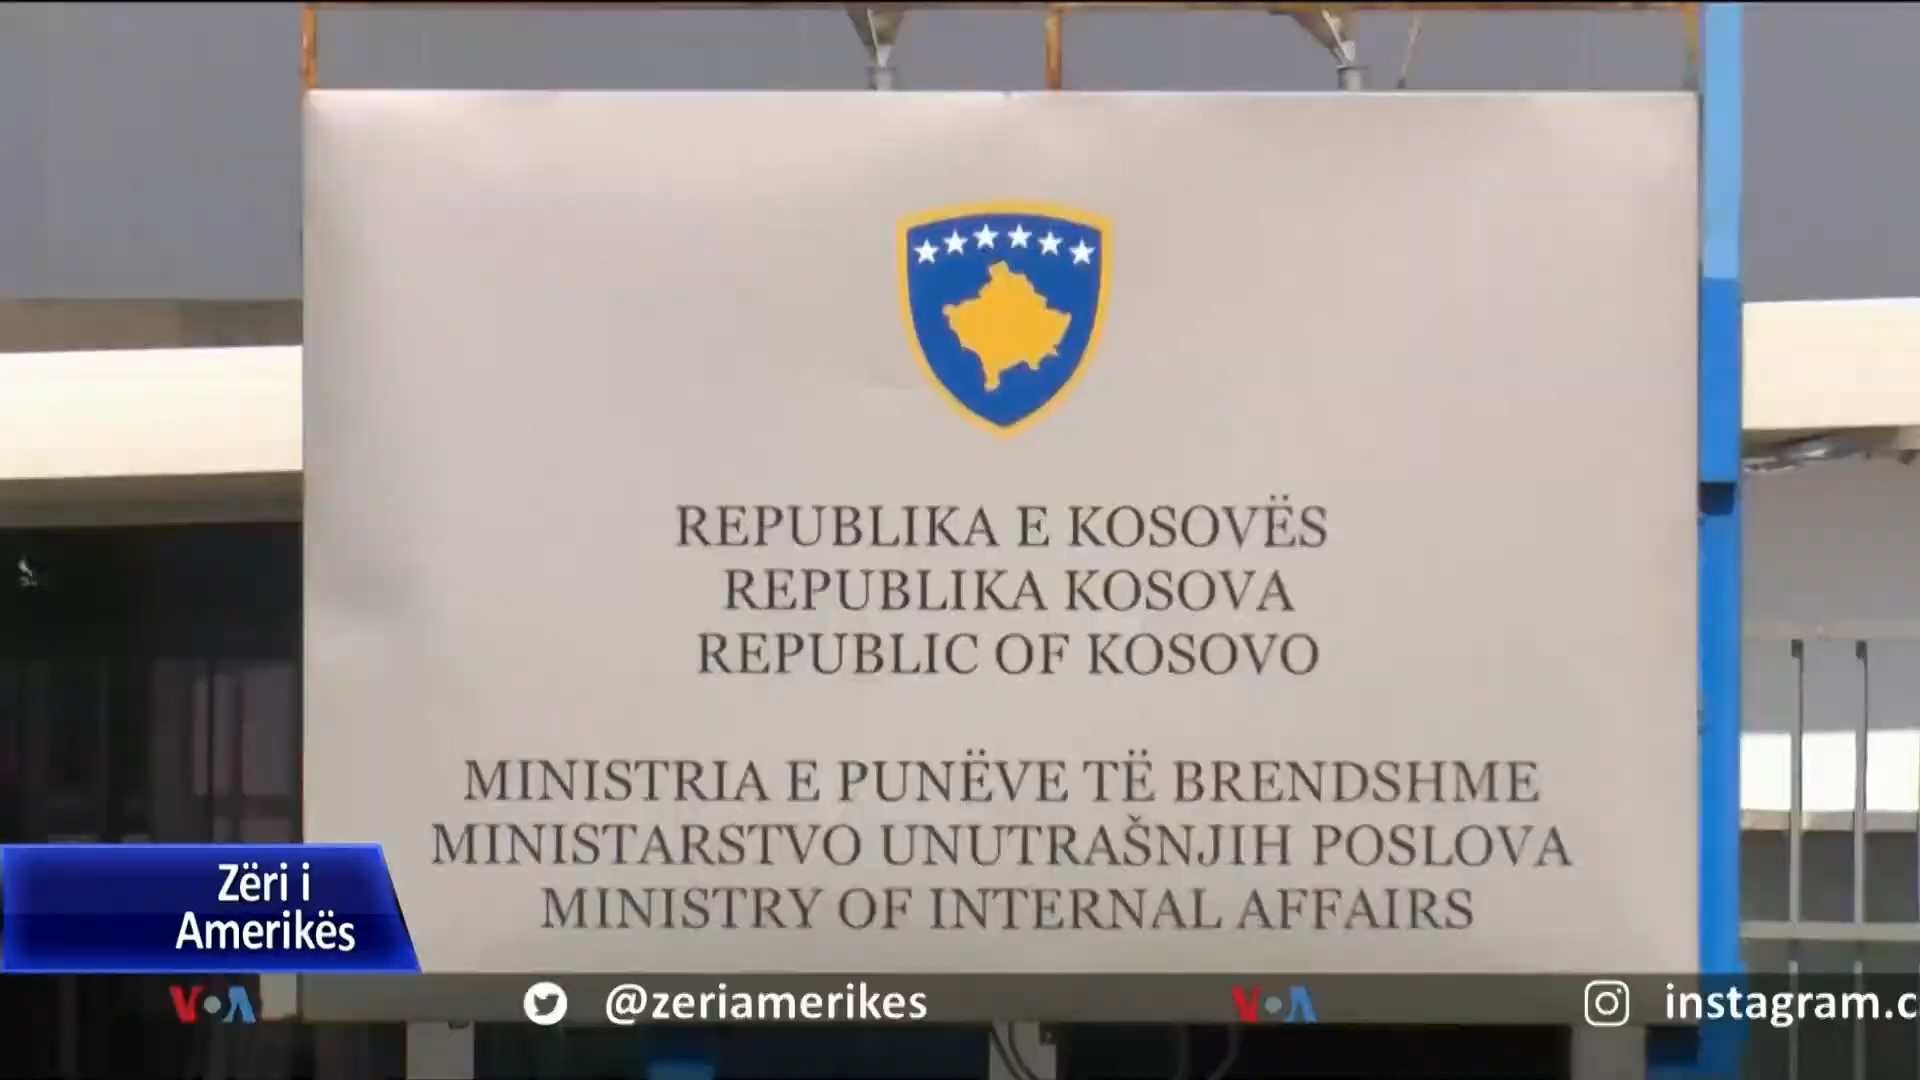 REPUBLIKA E KOSOVËS
REPUBLIKA KOSOVA
REPUBLIC OF KOSOVO
MINISTRIA E PUNËVE TË BRENDSHME
MINISTARSTVO UNUTRAŠNJIH POSLOVA
MINISTRY OF INTERNAL AFFAIRS
Zëri i
Amerikës
VOA @zeriamerikes VOA instagram.c